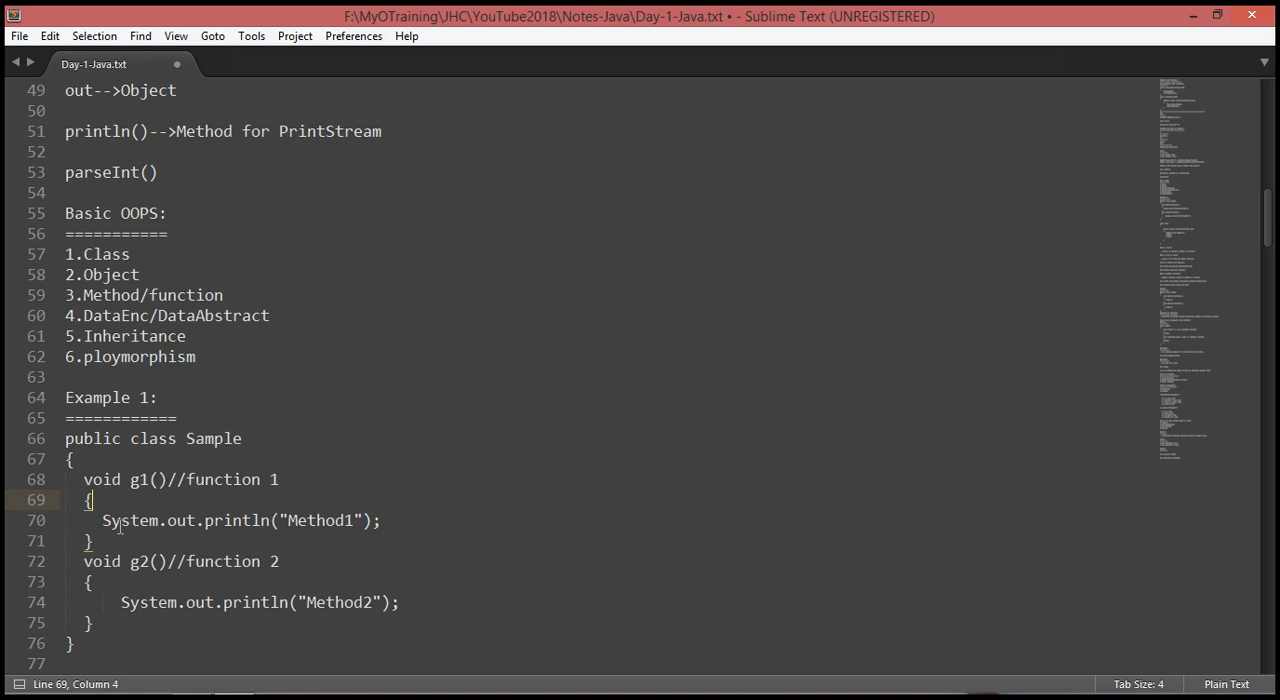 F:\MyOTraining\JHC\YouTube2018\Notes-Java\Day-1-Java.txt • - Sublime Text (UNREGISTERED)
File Edit Selection Find View Goto Tools Project Preferences Help
Day-1-Java.txt
49 out-->Object
50
51 println()-->Method for PrintStream
52
53 parseInt()
54
55 Basic OOPS:
56 ===========
57 1.Class
58 2.Object
59 3.Method/function
60 4.DataEnc/DataAbstract
61 5.Inheritance
62 6.ploymorphism
63
64 Example 1:
65 ============
66 public class Sample
67 {
68 void g1()//function 1
69 {
70 System.out.println("Method1");
71 }
72 void g2()//function 2
73 {
74 System.out.println("Method2");
75 }
76 }
77
Line 69, Column 4 Tab Size: 4 Plain Text